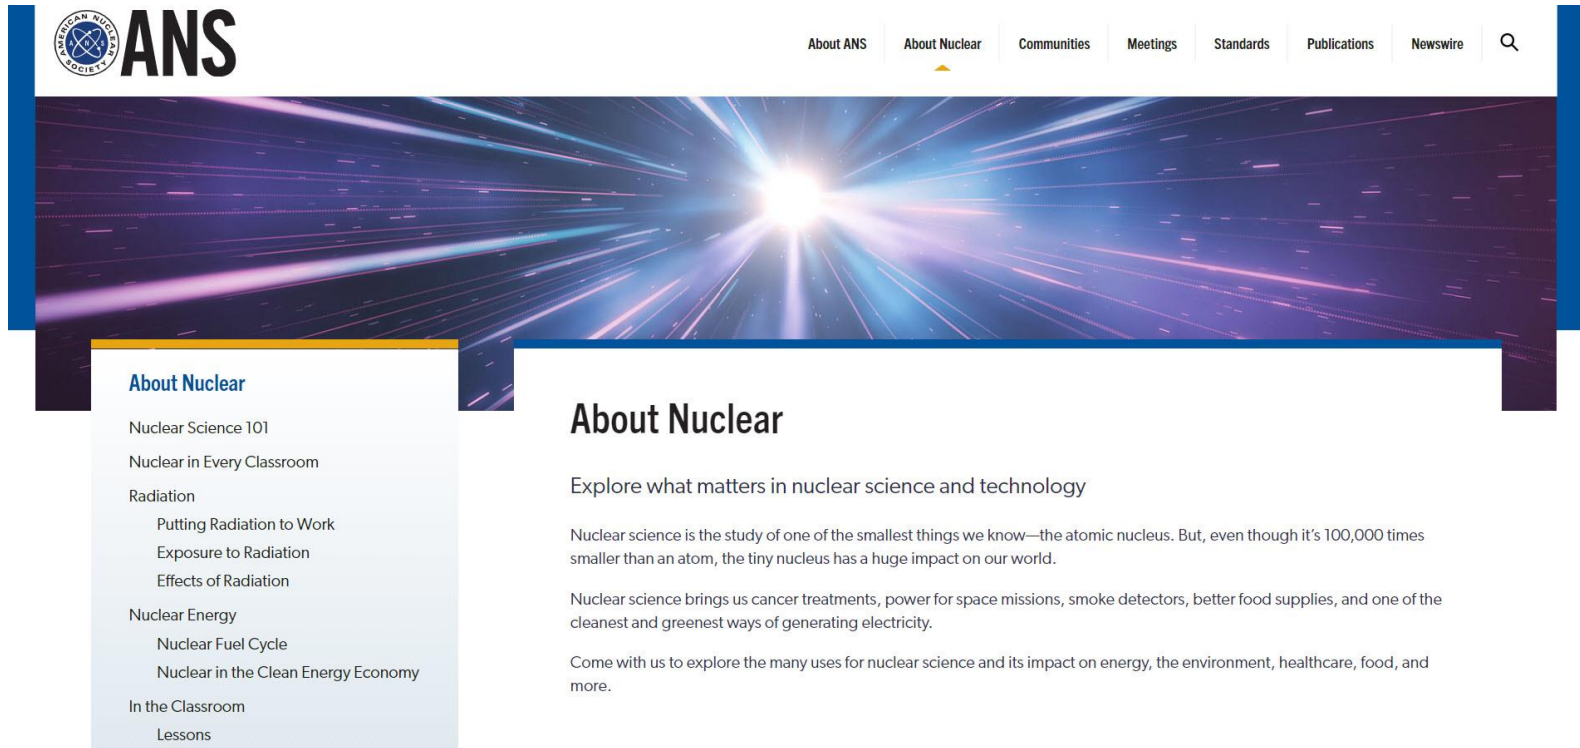 AMERICAN NUCLEAR SOCIETY
ANS
ANS
About ANS
About Nuclear
Communities
Meetings
Standards
Publications
Newswire
About Nuclear
Nuclear Science 101
Nuclear in Every Classroom
Radiation
Putting Radiation to Work
Exposure to Radiation
Effects of Radiation
Nuclear Energy
Nuclear Fuel Cycle
Nuclear in the Clean Energy Economy
In the Classroom
Lessons
About Nuclear
Explore what matters in nuclear science and technology
Nuclear science is the study of one of the smallest things we know—the atomic nucleus. But, even though it’s 100,000 times
smaller than an atom, the tiny nucleus has a huge impact on our world.
Nuclear science brings us cancer treatments, power for space missions, smoke detectors, better food supplies, and one of the
cleanest and greenest ways of generating electricity.
Come with us to explore the many uses for nuclear science and its impact on energy, the environment, healthcare, food, and
more.